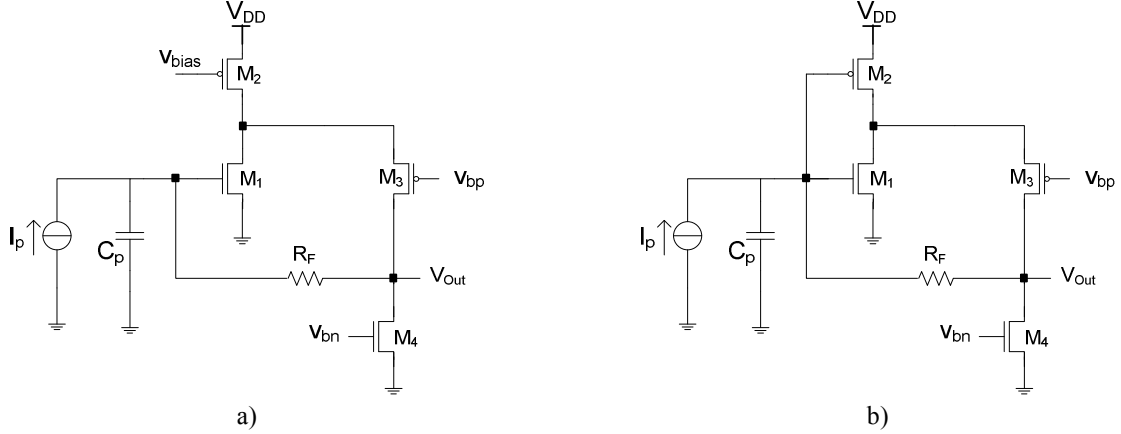 V_DD
V_bias
M_2
M_1
M_3
V_bp
I_p
C_p
R_F
V_Out
V_bn
M_4
a)
V_DD
M_2
M_1
M_3
V_bp
I_p
C_p
R_F
V_Out
V_bn
M_4
b)